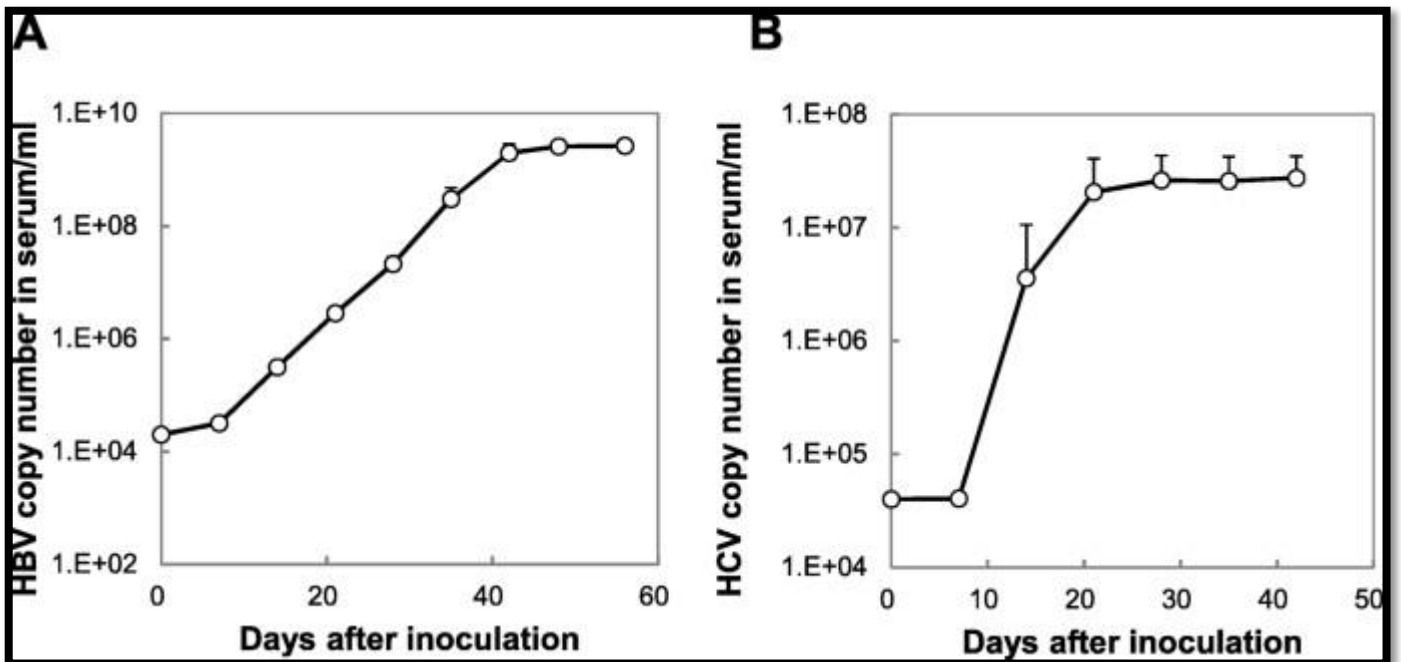 A
HBV copy number in serum/ml
1.E+10
1.E+08
1.E+06
1.E+04
1.E+02
0 20 40 60
Days after inoculation
B
HCV copy number in serum/ml
1.E+08
1.E+07
1.E+06
1.E+05
1.E+04
0 10 20 30 40 50
Days after inoculation